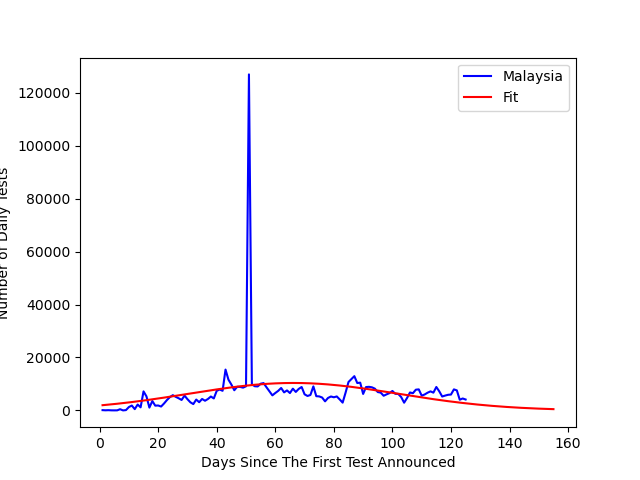 Malaysia
Fit
120000
100000
80000
60000
40000
20000
0
Number of Daily Tests
0 20 40 60 80 100 120 140 160
Days Since The First Test Announced